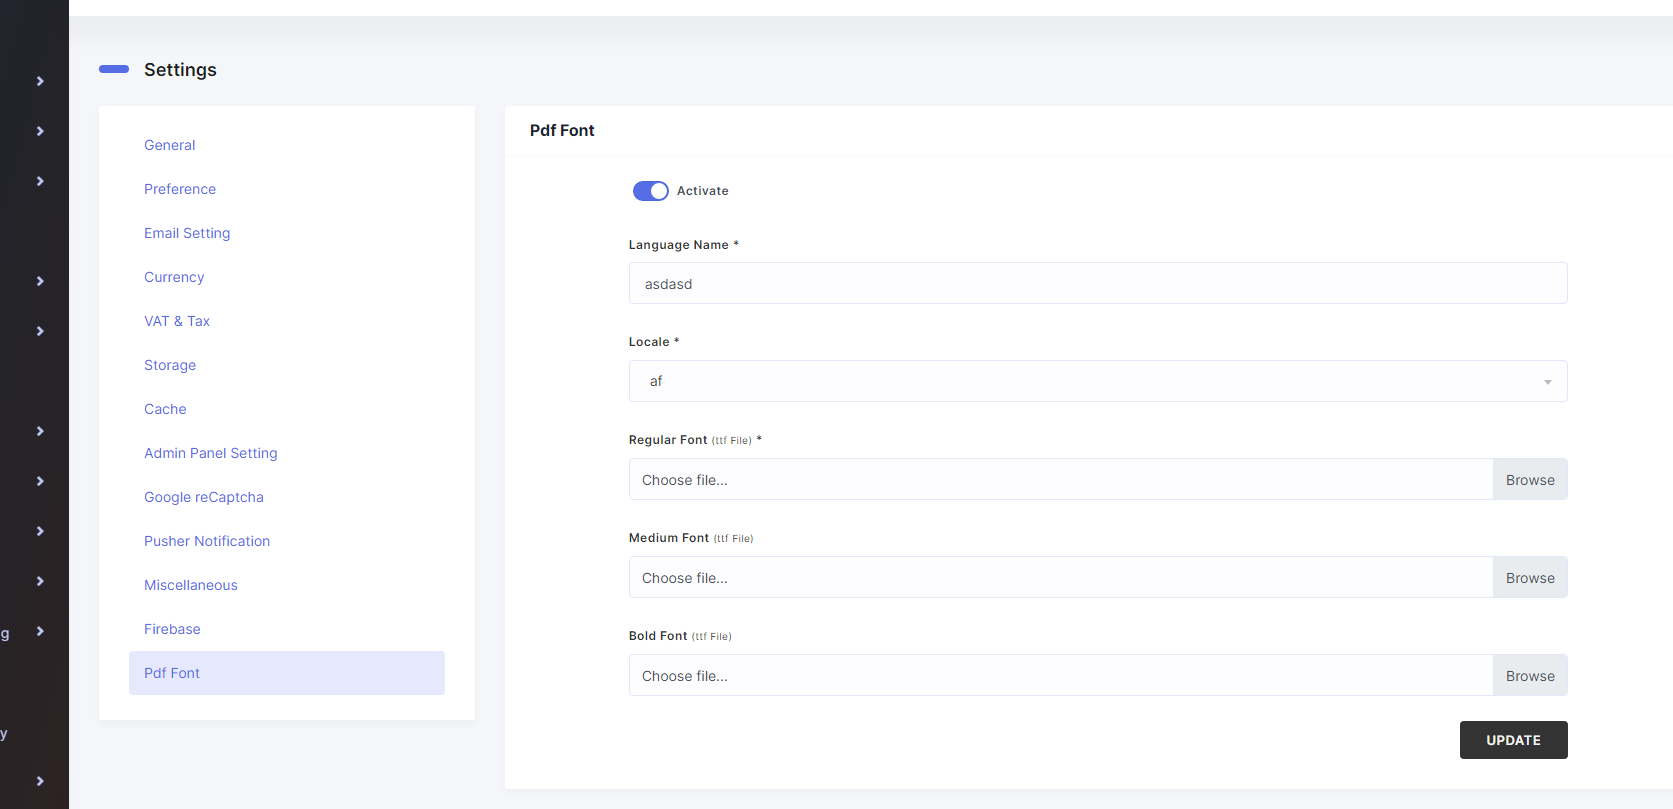 Settings
General
Preference
Email Setting
Currency
VAT & Tax
Storage
Cache
Admin Panel Setting
Google reCaptcha
Pusher Notification
Miscellaneous
Firebase
Pdf Font
g
y
Pdf Font
Activate
Language Name *
asdasd
Locale *
af
Regular Font (ttf File) *
Choose file... Browse
Medium Font (ttf File)
Choose file... Browse
Bold Font (ttf File)
Choose file... Browse
UPDATE